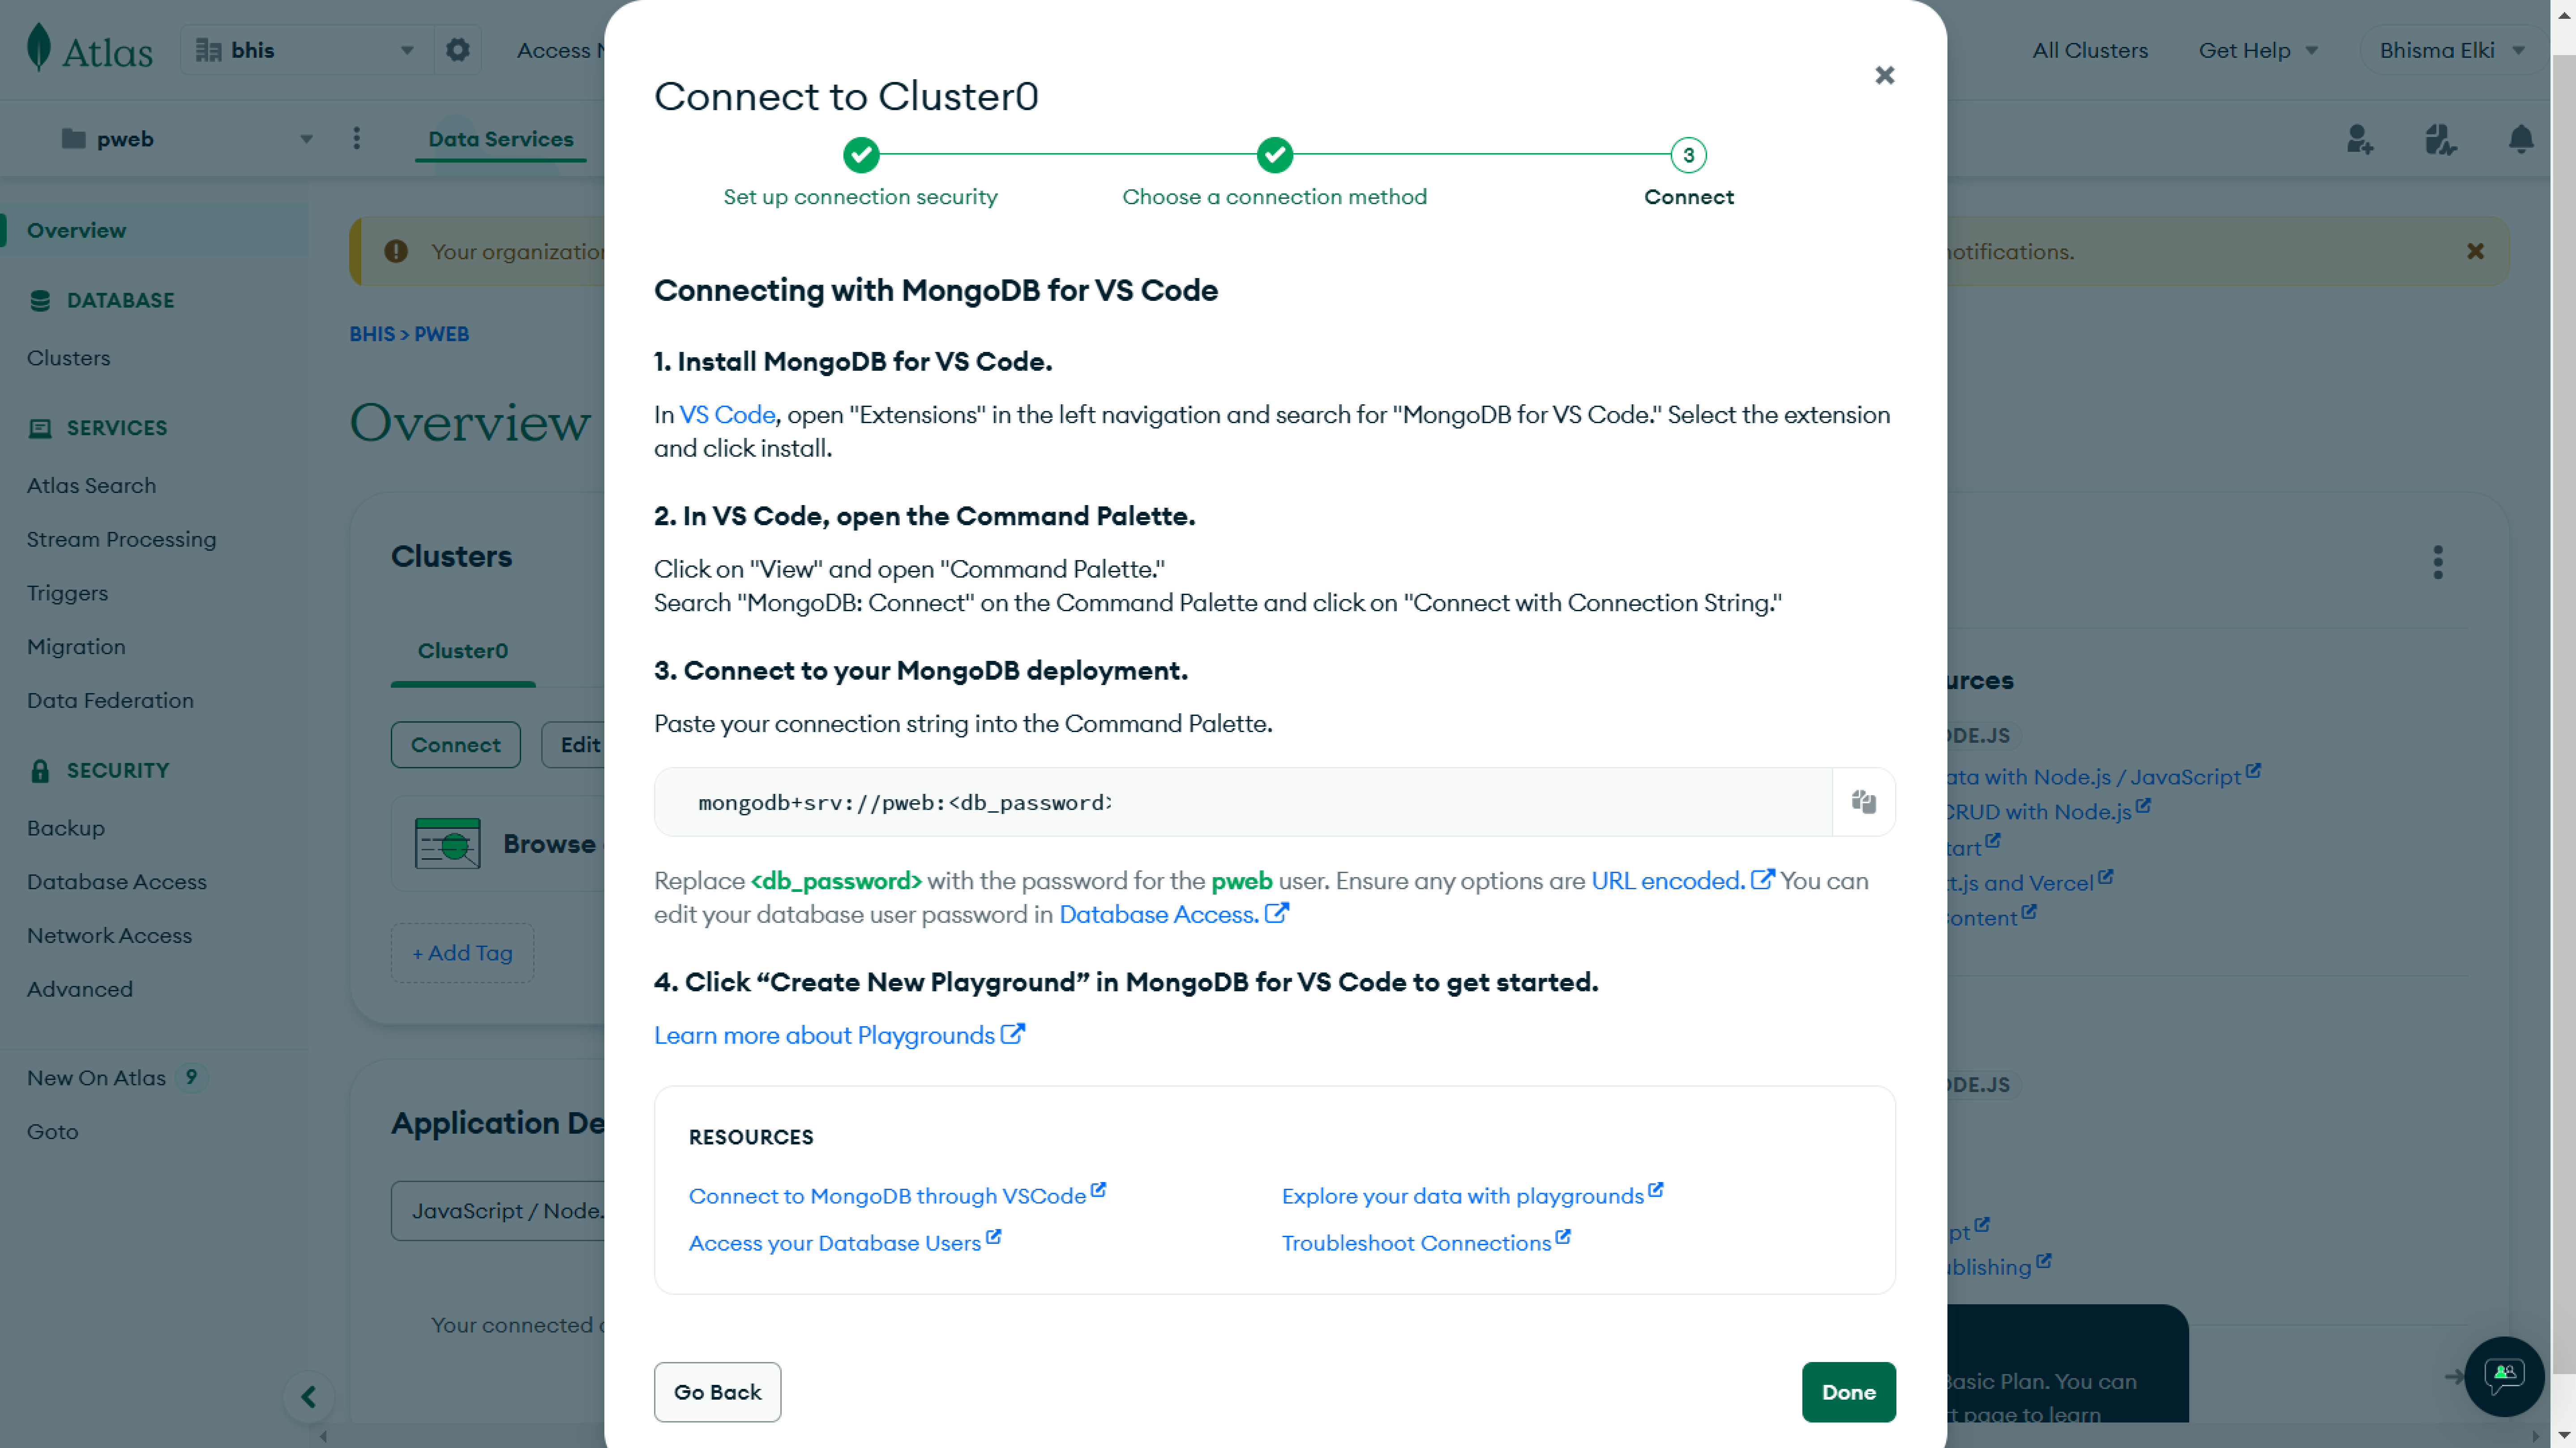 Atlas
bhis
Access
All Clusters
Get Help
Bhisma Elki
pweb
Data Services
Overview
DATABASE
Clusters
SERVICES
Atlas Search
Stream Processing
Triggers
Migration
Data Federation
SECURITY
Backup
Database Access
Network Access
Advanced
New On Atlas 9
Goto
Your organization
notifications.
BHIS > PWEB
Overview
Clusters
Cluster0
Connect
Edit
Browse
+ Add Tag
Application De
JavaScript / Node.
Your connected
Connect to Cluster0
Set up connection security
Choose a connection method
3
Connect
Connecting with MongoDB for VS Code
1. Install MongoDB for VS Code.
In VS Code, open "Extensions" in the left navigation and search for "MongoDB for VS Code." Select the extension
and click install.
2. In VS Code, open the Command Palette.
Click on "View" and open "Command Palette."
Search "MongoDB: Connect" on the Command Palette and click on "Connect with Connection String."
3. Connect to your MongoDB deployment.
Paste your connection string into the Command Palette.
mongodb+srv://pweb:<db_password>
Replace <db_password> with the password for the pweb user. Ensure any options are URL encoded. You can
edit your database user password in Database Access.
4. Click “Create New Playground” in MongoDB for VS Code to get started.
Learn more about Playgrounds
RESOURCES
Connect to MongoDB through VSCode
Explore your data with playgrounds
Access your Database Users
Troubleshoot Connections
Go Back
Done
urces
DE.JS
ata with Node.js / JavaScript
CRUD with Node.js
tart
t.js and Vercel
ontent
DE.JS
pt
ublishing
Basic Plan. You can
t page to learn